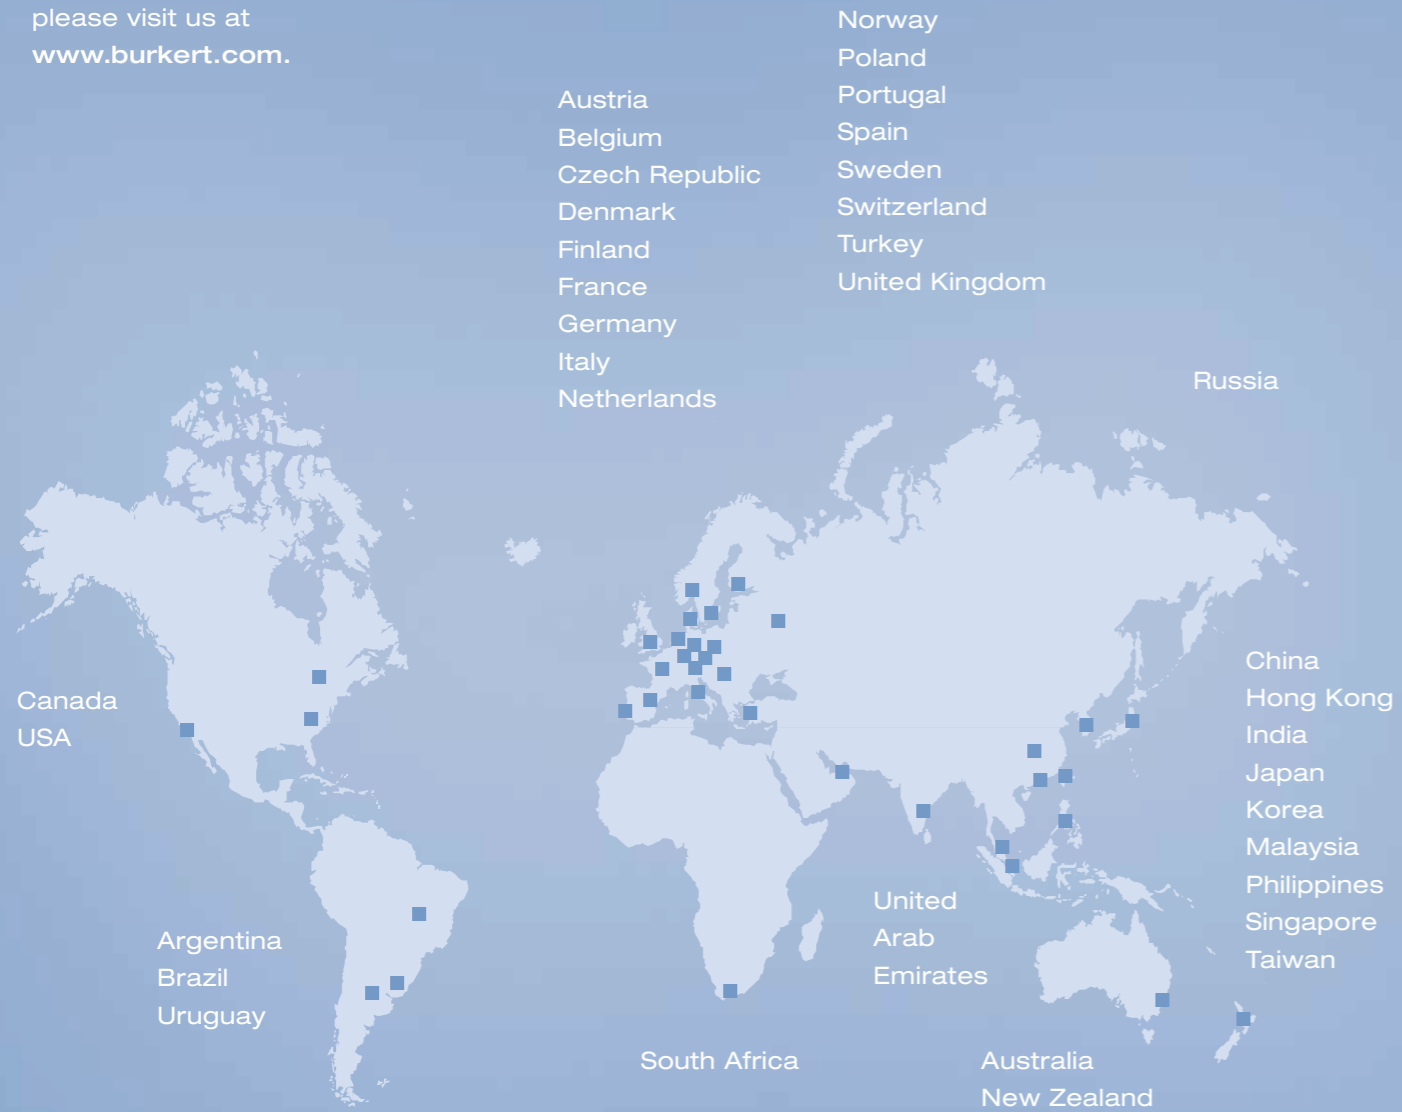 please visit us at
www.burkert.com.
Austria
Belgium
Czech Republic
Denmark
Finland
France
Germany
Italy
Netherlands
Norway
Poland
Portugal
Spain
Sweden
Switzerland
Turkey
United Kingdom
Russia
Canada
USA
China
Hong Kong
India
Japan
Korea
Malaysia
Philippines
Singapore
Taiwan
Argentina
Brazil
Uruguay
United
Arab
Emirates
South Africa
Australia
New Zealand